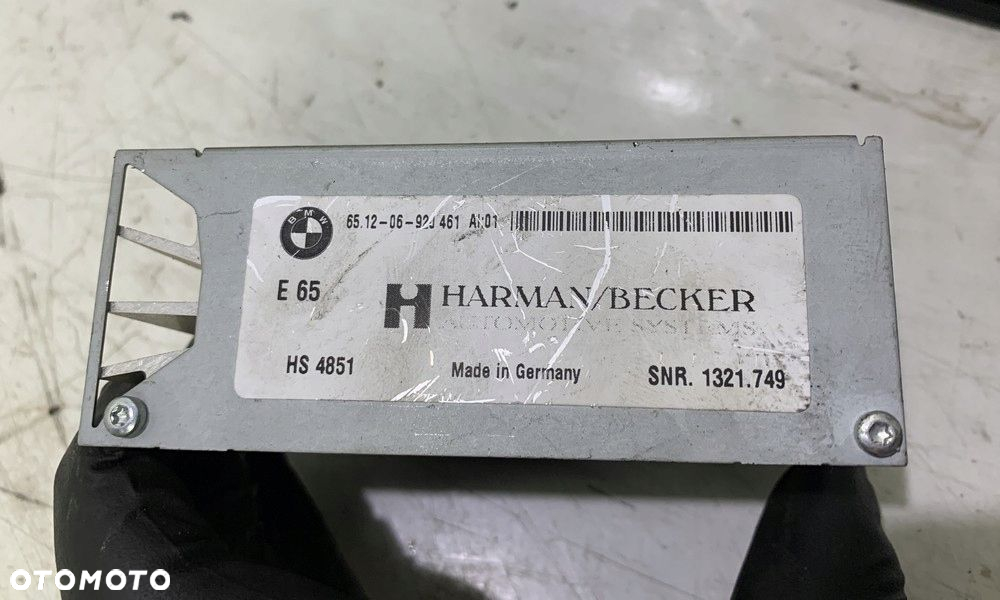 BMW
65.12-06-92 461
E 65
H HARMAN/BECKER
AUTOMOTIVE SYSTEMS
HS 4851
Made in Germany
SNR. 1321.749
OTOMOTO